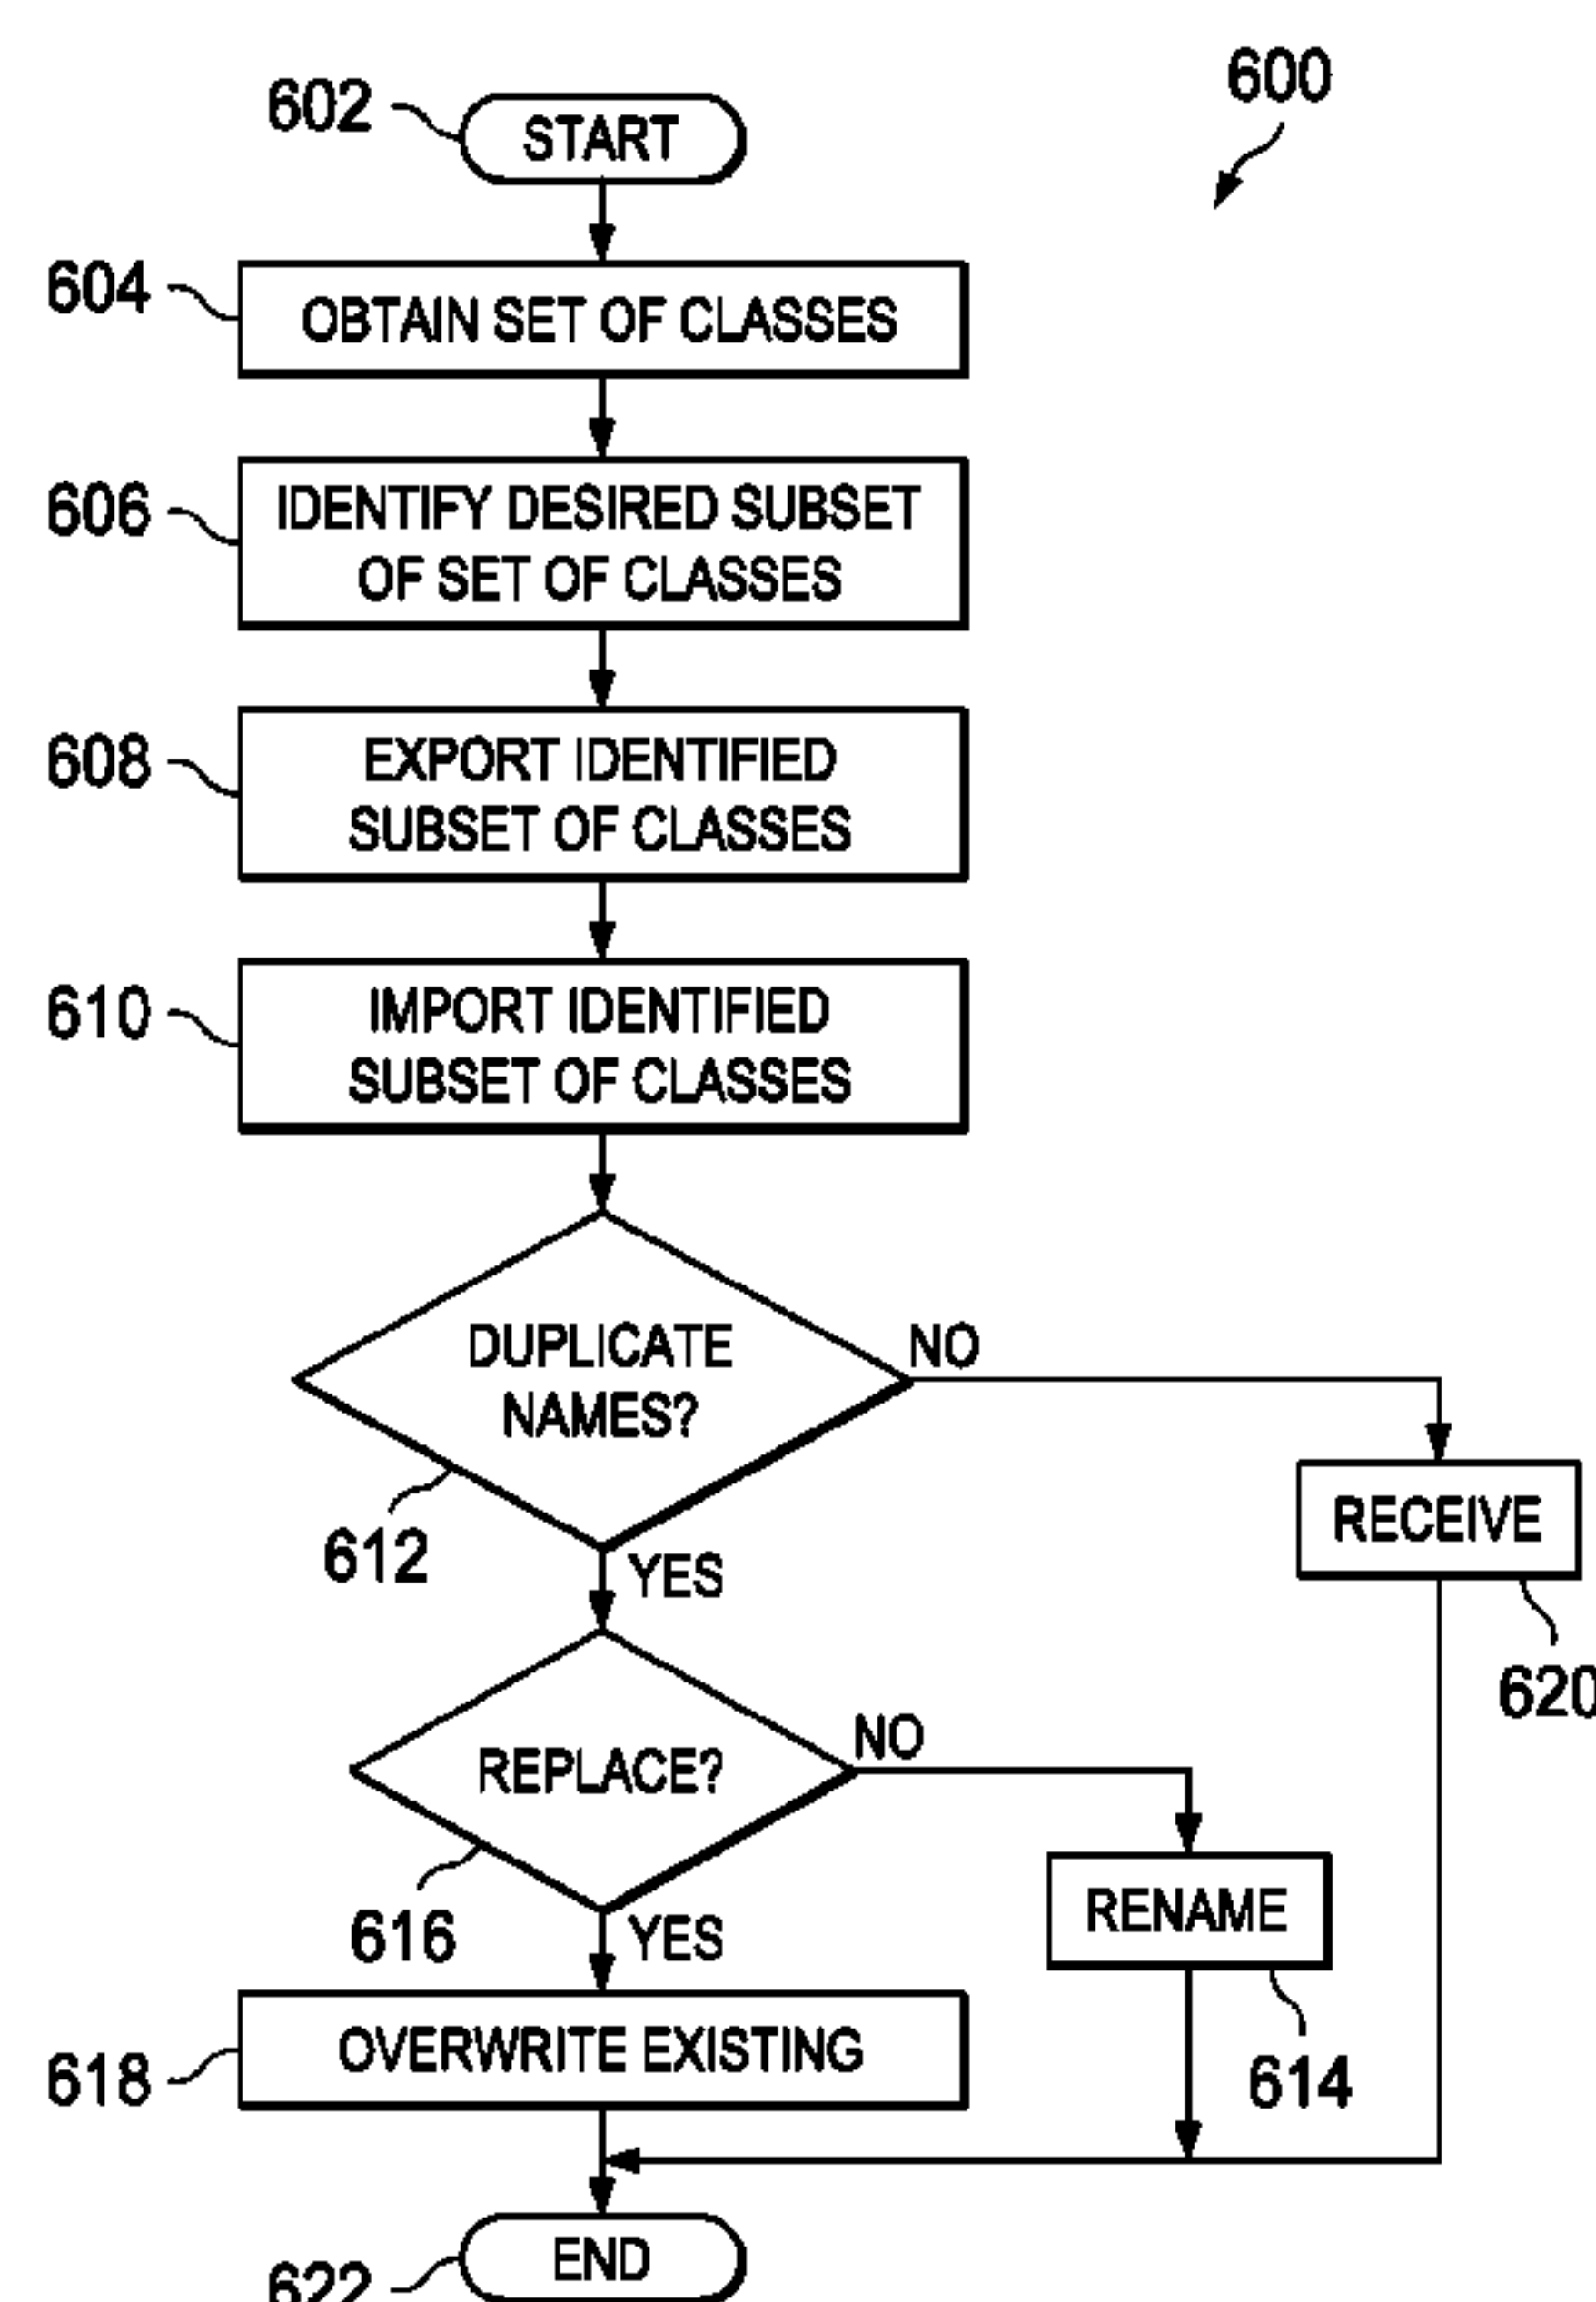 600
602
START
604
OBTAIN SET OF CLASSES
606
IDENTIFY DESIRED SUBSET
OF SET OF CLASSES
608
EXPORT IDENTIFIED
SUBSET OF CLASSES
610
IMPORT IDENTIFIED
SUBSET OF CLASSES
DUPLICATE
NAMES?
NO
612
YES
RECEIVE
620
REPLACE?
NO
616
YES
RENAME
614
618
OVERWRITE EXISTING
END
622